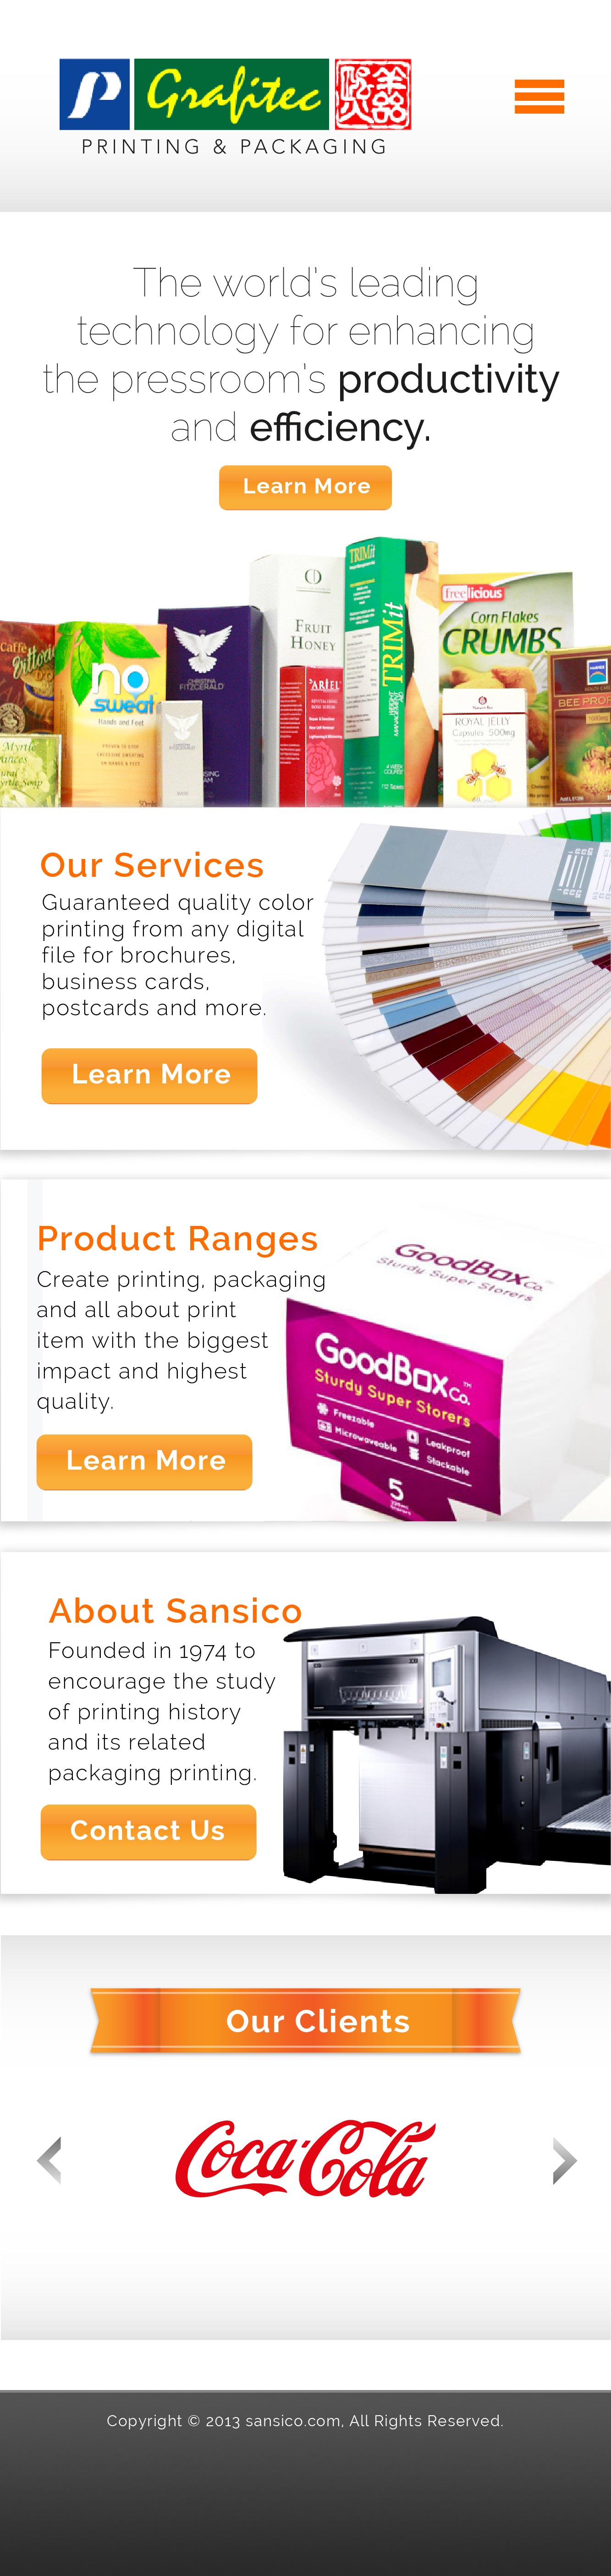 Grafitec
PRINTING & PACKAGING
The world's leading
technology for enhancing
the pressroom's productivity
and efficiency.
Learn More
TRIMit
freelicious
Corn Flakes
CRUMBS
FRUIT
HONEY
TRIMit
no
sweat
Hands and Feet
CHRISTINA
FITZGERALD
ARIEL
ROYAL JELLY
Capsules 500mg
BEE PROP
Myrtle
Our Services
Guaranteed quality color
printing from any digital
file for brochures,
business cards,
postcards and more.
Learn More
Product Ranges
Create printing, packaging
and all about print
item with the biggest
impact and highest
quality.
Learn More
GoodBox Co.
Sturdy Super Storers
GoodBox Co.™
Sturdy Super Storers
Freezable
Microwaveable
Leakproof
Stackable
5
About Sansico
Founded in 1974 to
encourage the study
of printing history
and its related
packaging printing.
Contact Us
Our Clients
Coca-Cola
Copyright © 2013 sansico.com, All Rights Reserved.